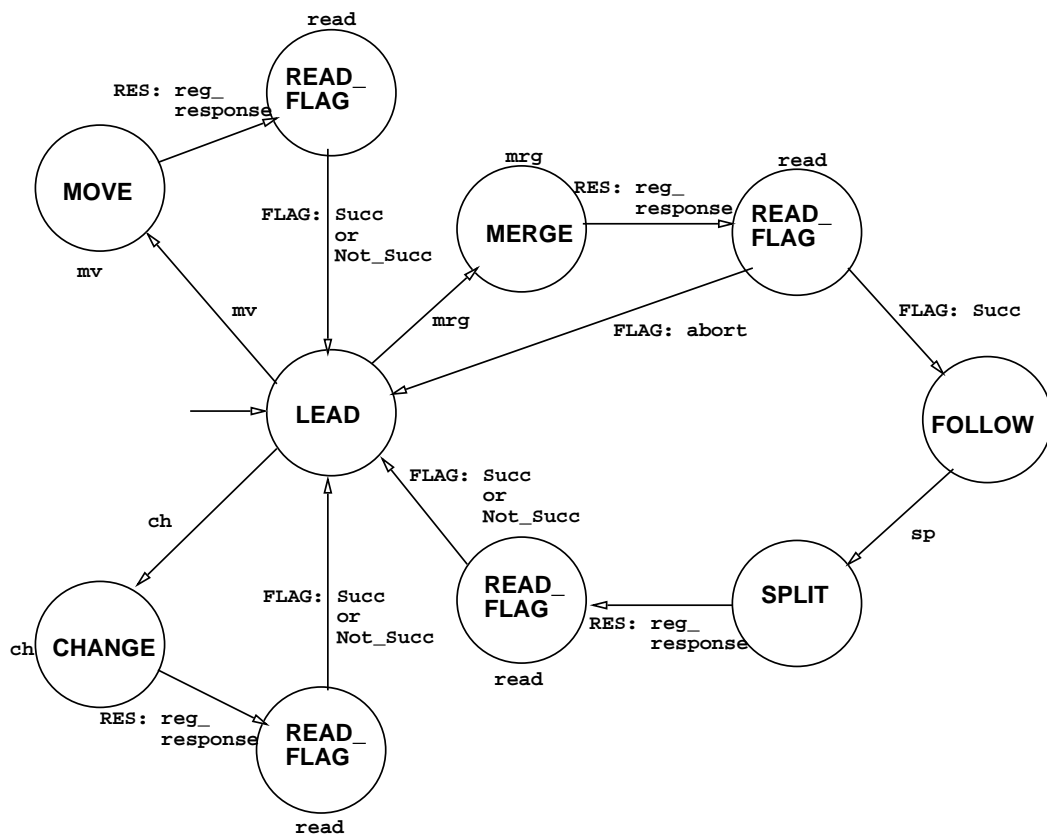 read
READ_
FLAG
RES: reg_
response
MOVE
mv
FLAG: Succ
or
Not_Succ
mv
mrg
MERGE
RES: reg_
response
read
READ_
FLAG
mrg
FLAG: abort
FLAG: Succ
LEAD
FOLLOW
FLAG: Succ
or
Not_Succ
sp
SPLIT
RES: reg_
response
READ_
FLAG
read
ch
FLAG: Succ
or
Not_Succ
ch
CHANGE
RES: reg_
response
READ_
FLAG
read